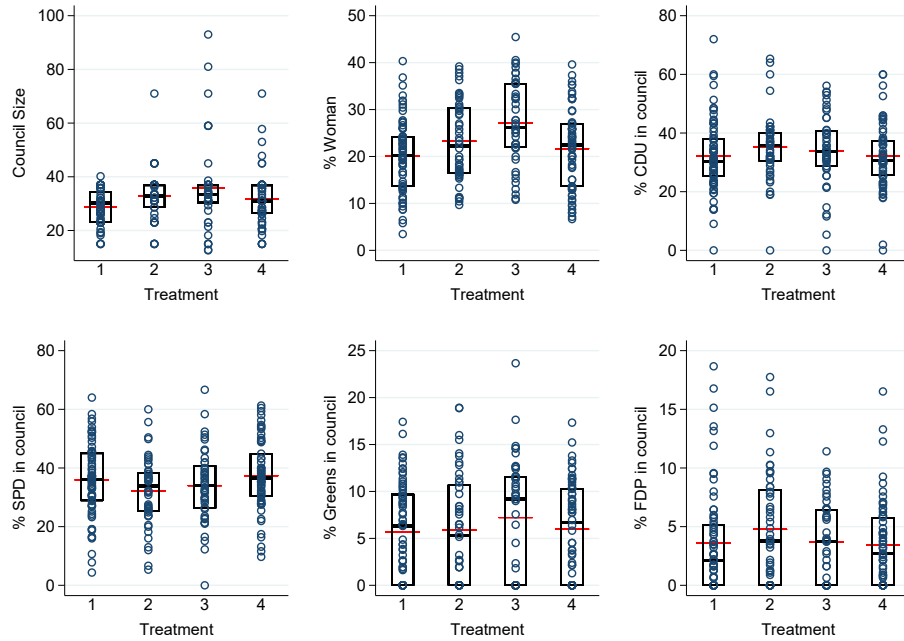 Council Size
100
80
60
40
20
1 2 3 4
Treatment
% Woman
50
40
30
20
10
0
1 2 3 4
Treatment
% CDU in council
80
60
40
20
0
1 2 3 4
Treatment
% SPD in council
80
60
40
20
0
1 2 3 4
Treatment
% Greens in council
25
20
15
10
5
0
1 2 3 4
Treatment
% FDP in council
20
15
10
5
0
1 2 3 4
Treatment